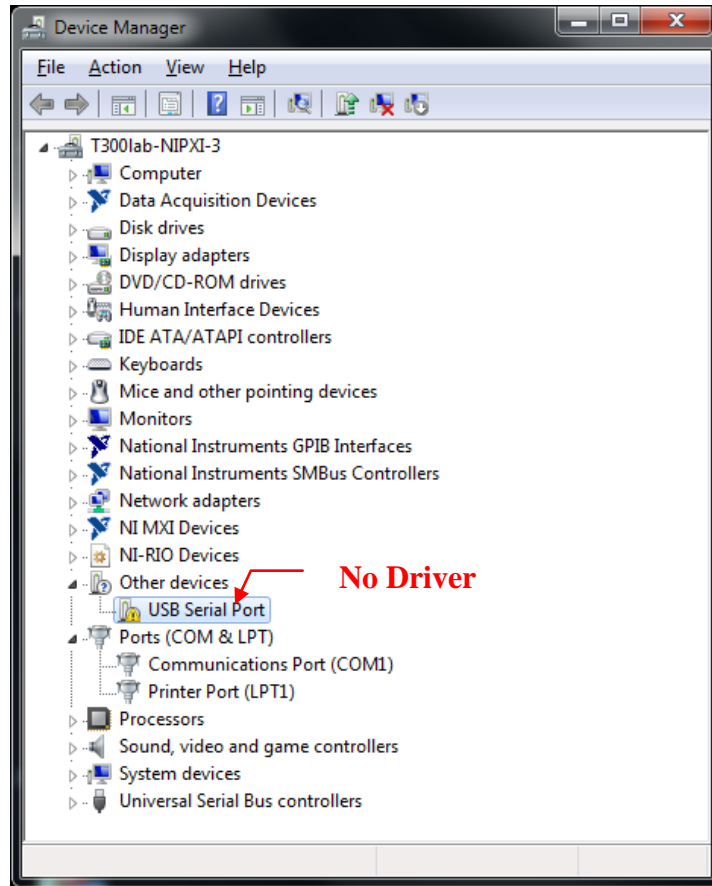 Device Manager
File Action View Help
T300lab-NIPXI-3
Computer
Data Acquisition Devices
Disk drives
Display adapters
DVD/CD-ROM drives
Human Interface Devices
IDE ATA/ATAPI controllers
Keyboards
Mice and other pointing devices
Monitors
National Instruments GPIB Interfaces
National Instruments SMBus Controllers
Network adapters
NI MXI Devices
NI-RIO Devices
Other devices
No Driver
USB Serial Port
Ports (COM & LPT)
Communications Port (COM1)
Printer Port (LPT1)
Processors
Sound, video and game controllers
System devices
Universal Serial Bus controllers